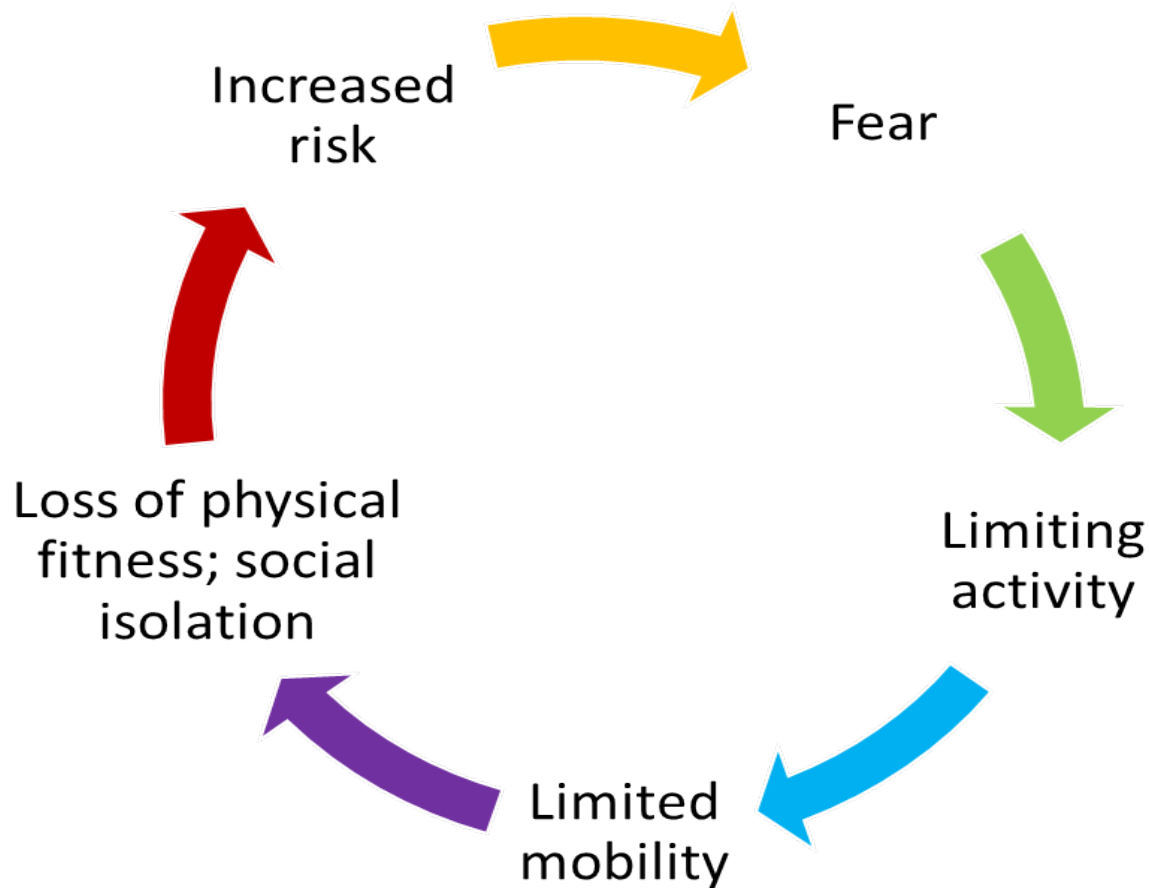 Increased
risk
Fear
Limiting
activity
Limited
mobility
Loss of physical
fitness; social
isolation